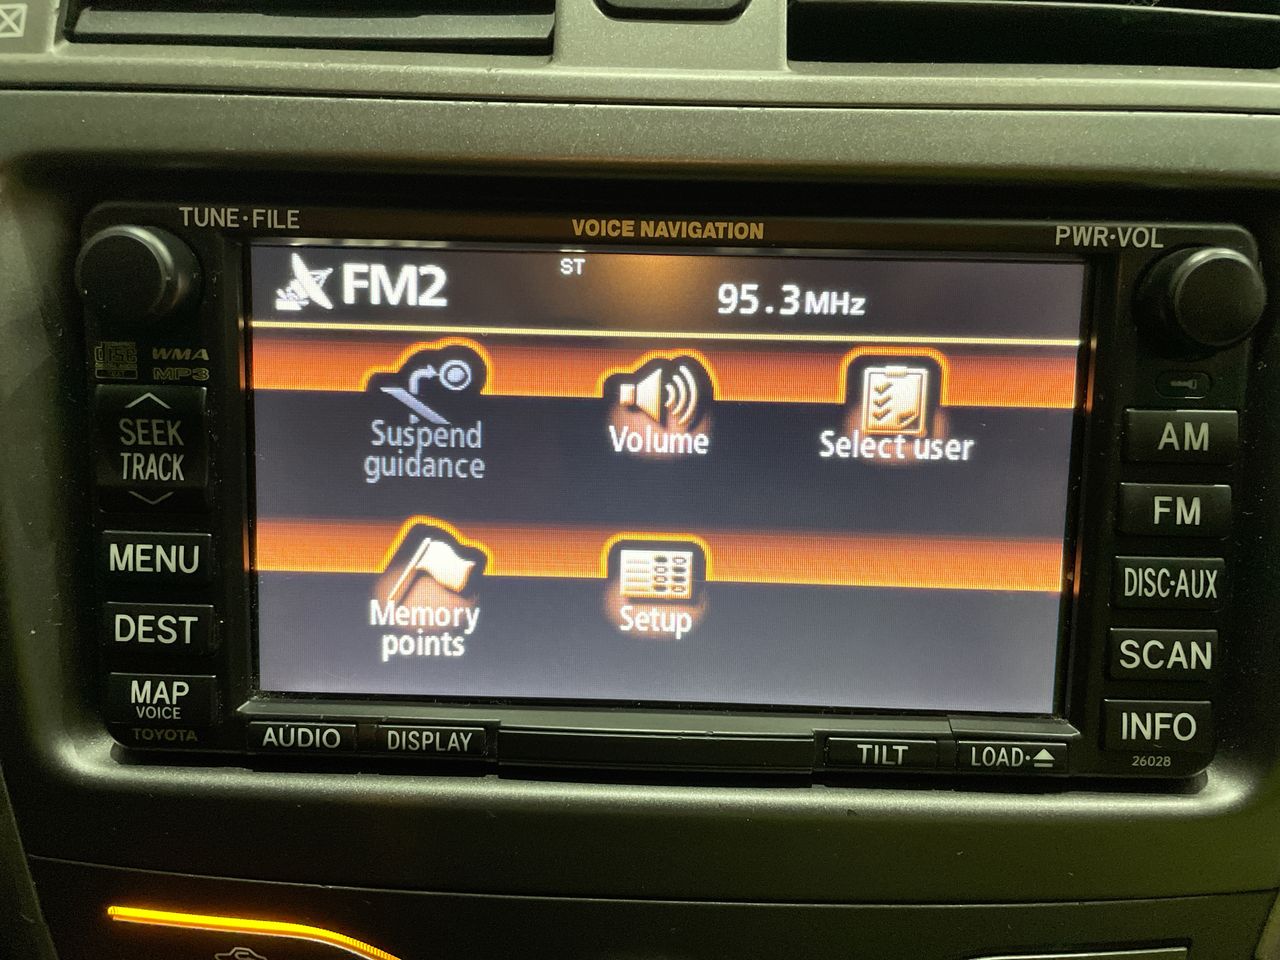 TUNE·FILE
VOICE NAVIGATION
PWR·VOL
FM2
ST
95.3MHz
WMA
MP3
SEEK
TRACK
MENU
DEST
MAP
VOICE
TOYOTA
Suspend
guidance
Volume
Select user
Memory
points
Setup
AM
FM
DISC·AUX
SCAN
INFO
26028
AUDIO
DISPLAY
TILT
LOAD·